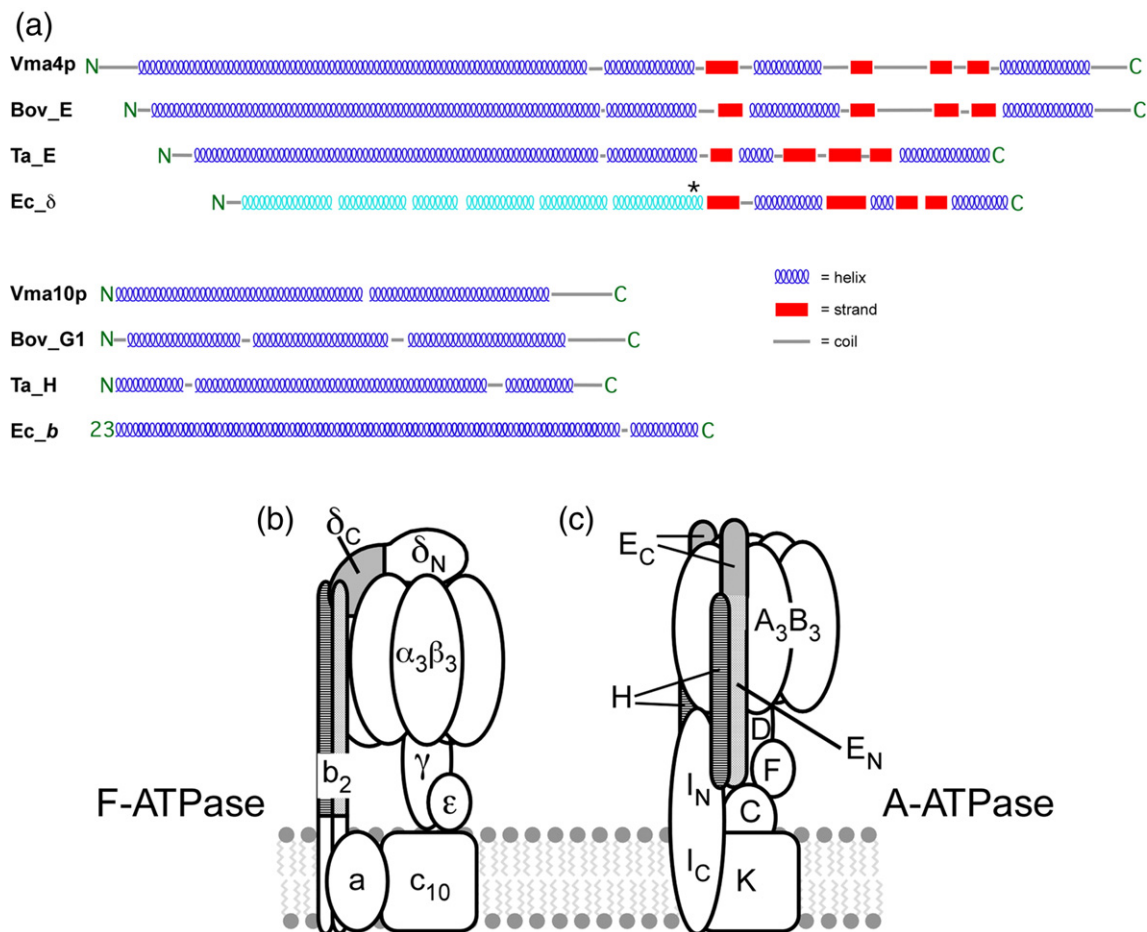 (a)
Vma4p N C
Bov_E N C
Ta_E N C
Ec_δ N * C
Vma10p N C
= helix
Bov_G1 N C
= strand
= coil
Ta_H N C
Ec_b 23 C
(b)
(c)
δC
δN
EC
α3β3
A3B3
H
D
EN
γ
F
b2
IN
ε
C
F-ATPase
A-ATPase
a
c10
IC
K